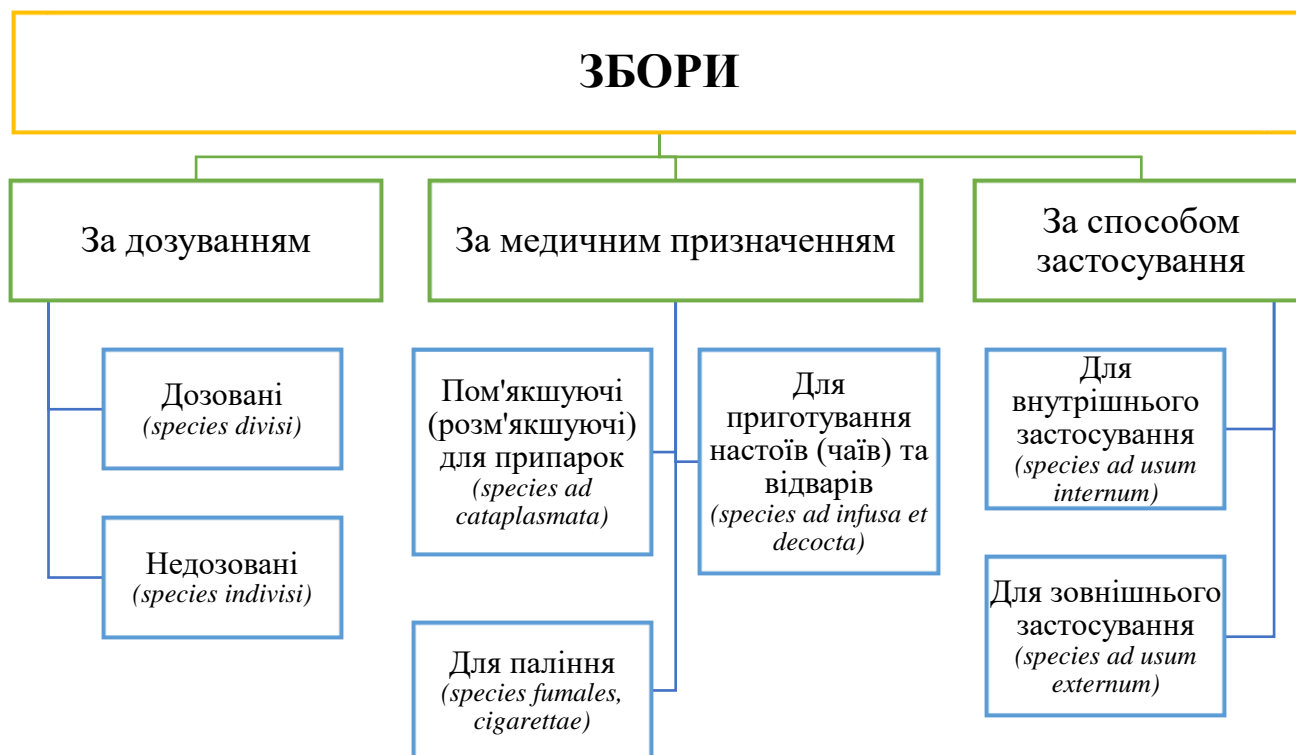 ЗБОРИ
За дозуванням
Дозовані
(species divisi)
Недозовані
(species indivisi)
За медичним призначенням
Пом'якшуючі
(розм'якшуючі)
для припарок
(species ad
cataplasmata)
Для
приготування
настоїв (чаїв) та
відварів
(species ad infusa et
decocta)
Для паління
(species fumales,
cigarettae)
За способом
застосування
Для
внутрішнього
застосування
(species ad usum
internum)
Для зовнішнього
застосування
(species ad usum
externum)